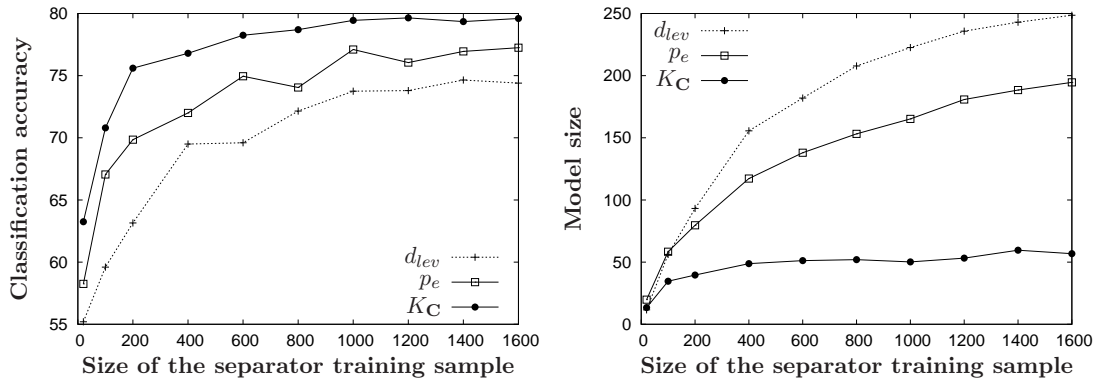 Classification accuracy
80
75
70
65
60
55
0 200 400 600 800 1000 1200 1400 1600
Size of the separator training sample
d_lev
p_e
K_C
Model size
250
200
150
100
50
0
0 200 400 600 800 1000 1200 1400 1600
Size of the separator training sample
d_lev
p_e
K_C